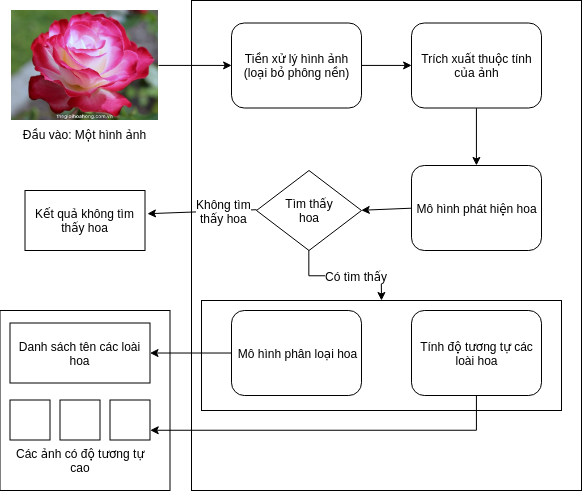 thegioihoahong.com.vn
Đầu vào: Một hình ảnh
Tiền xử lý hình ảnh
(loại bỏ phông nền)
Trích xuất thuộc tính
của ảnh
Mô hình phát hiện hoa
Tìm thấy
hoa
Không tìm
thấy hoa
Kết quả không tìm
thấy hoa
Có tìm thấy
Mô hình phân loại hoa
Tính độ tương tự các
loài hoa
Danh sách tên các loài
hoa
Các ảnh có độ tương tự
cao